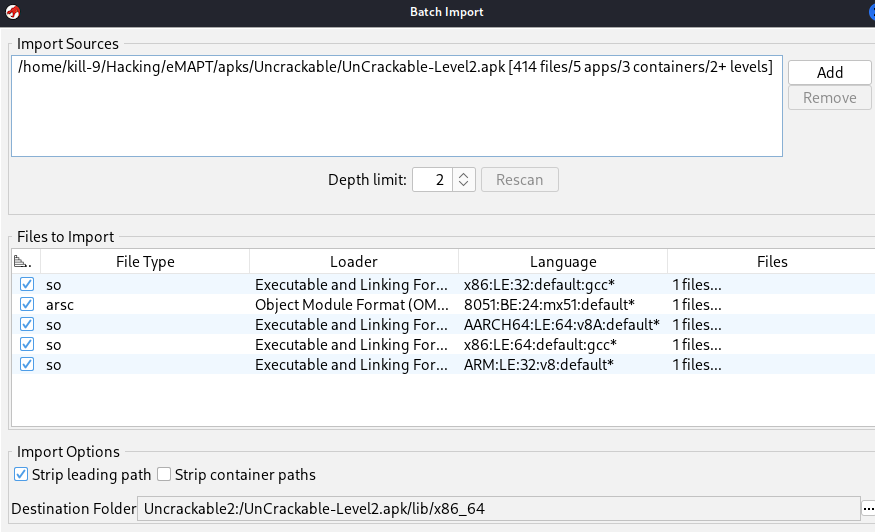 Batch Import
Import Sources
/home/kill-9/Hacking/eMAPT/apks/Uncrackable/UnCrackable-Level2.apk [414 files/5 apps/3 containers/2+ levels]
Add
Remove
Depth limit: 2 Rescan
Files to Import
File Type Loader Language Files
so Executable and Linking For... x86:LE:32:default:gcc* 1 files...
arsc Object Module Format (OM... 8051:BE:24:mx51:default* 1 files...
so Executable and Linking For... AARCH64:LE:64:v8A:default* 1 files...
so Executable and Linking For... x86:LE:64:default:gcc* 1 files...
so Executable and Linking For... ARM:LE:32:v8:default* 1 files...
Import Options
Strip leading path Strip container paths
Destination Folder Uncrackable2:/UnCrackable-Level2.apk/lib/x86_64 ...